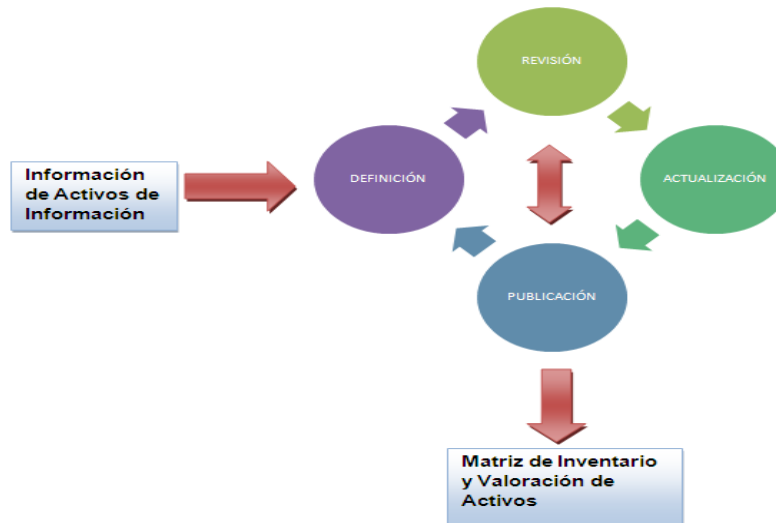 REVISIÓN
DEFINICIÓN
ACTUALIZACIÓN
Información
de Activos de
Información
PUBLICACIÓN
Matriz de Inventario
y Valoración de
Activos